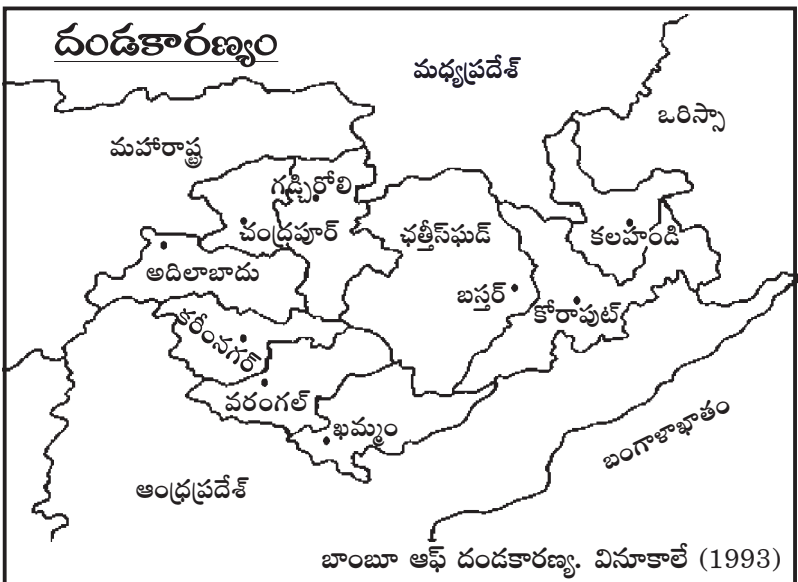 దండకారణ్యం
మధ్యప్రదేశ్
ఒరిస్సా
మహారాష్ట్ర
గడ్చిరోలి
చంద్రపూర్
ఛత్తీస్‌ఘడ్
కలహండి
అదిలాబాదు
బస్తర్
కోరాపుట్
కరీంనగర్
వరంగల్
ఖమ్మం
బంగాళాఖాతం
ఆంధ్రప్రదేశ్
బాంబూ ఆఫ్ దండకారణ్య. వినూకాలే (1993)